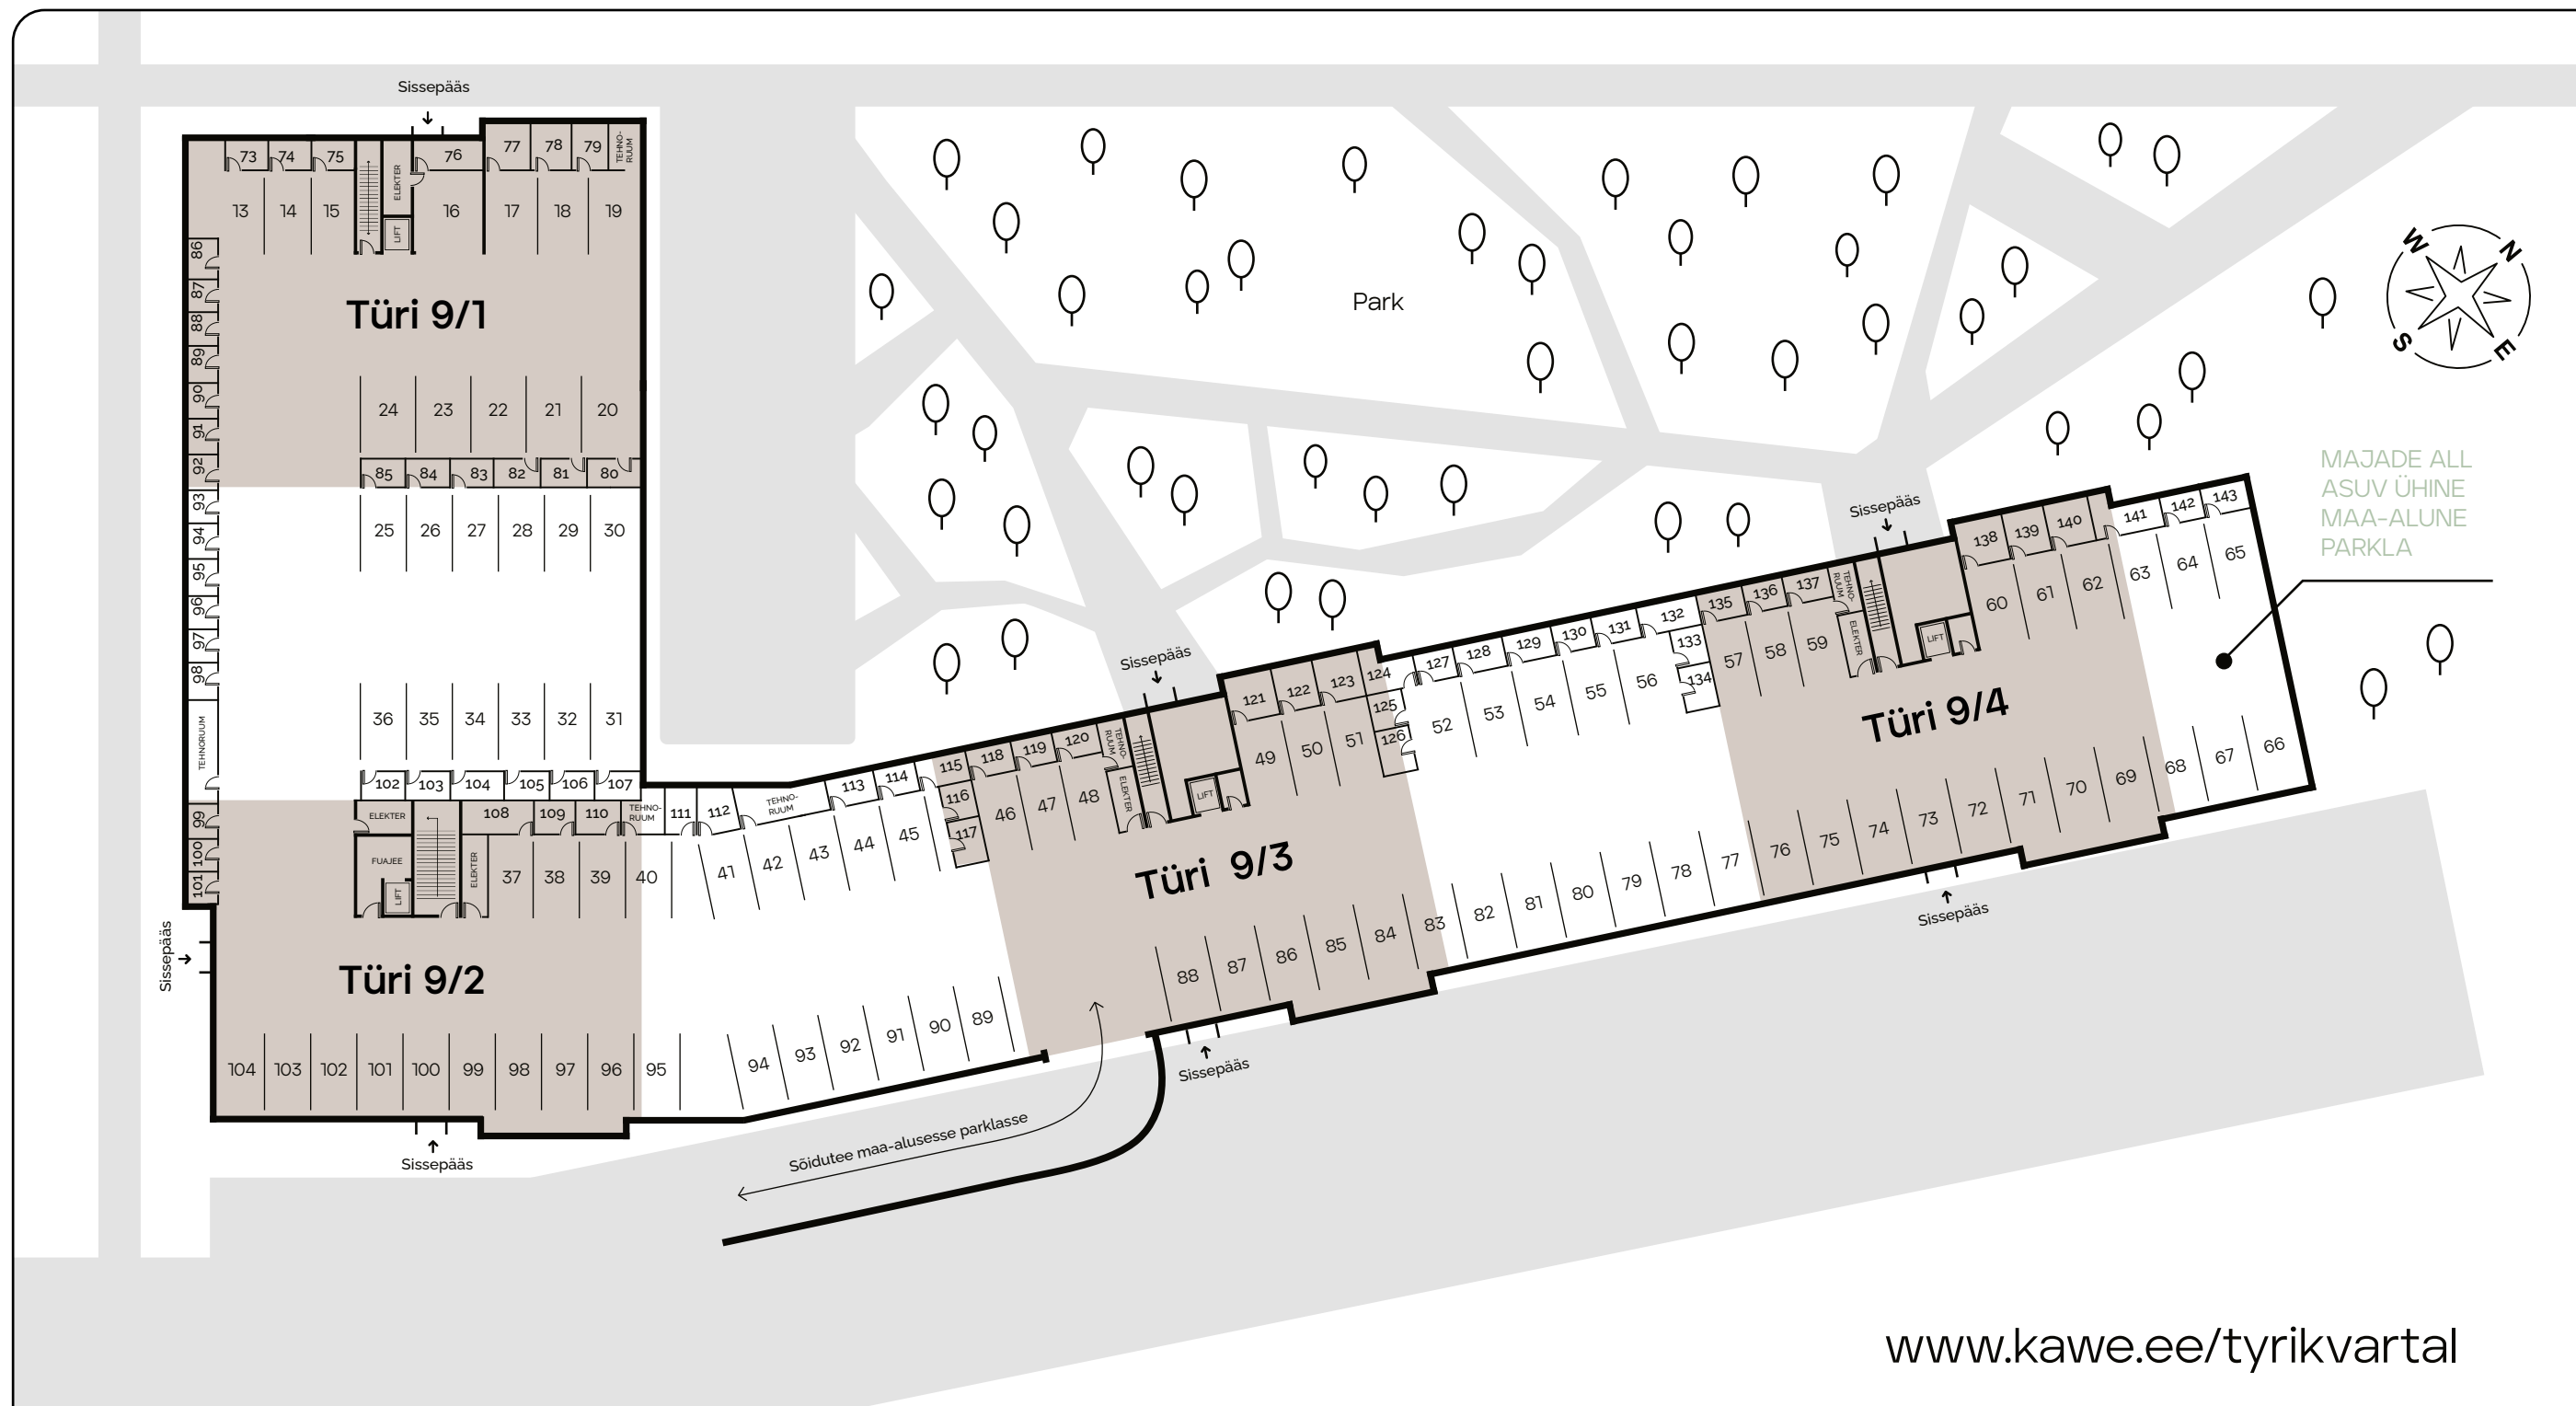 Sissepääs
73 74 75 76 77 78 79
TEHNO-
RUUM
ELEKTER
LIFT
13 14 15 16 17 18 19
86
87
88
89
90
91
92
93
94
95
96
97
98
TEHNORUUM
99
100
101
Türi 9/1
24 23 22 21 20
85 84 83 82 81 80
25 26 27 28 29 30
36 35 34 33 32 31
102 103 104 105 106 107
ELEKTER
108 109 110
TEHNO-
RUUM
111 112
TEHNO-
RUUM
113 114
FUAJEE
LIFT
ELEKTER
37 38 39 40 41 42 43 44 45
Sissepääs
Türi 9/2
104 103 102 101 100 99 98 97 96 95 94 93 92 91 90 89
Sissepääs
Park
W N
S E
MAJADE ALL
ASUV ÜHINE
MAA-ALUNE
PARKLA
Sissepääs
115 118 119 120
116
117
TEHNO-
RUUM
ELEKTER
LIFT
121 122 123 124
125
126
46 47 48 49 50 51
Türi 9/3
88 87 86 85 84 83
Sissepääs
Sõidutee maa-alusesse parklasse
127 128 129 130 131 132
133
134
52 53 54 55 56
82 81 80 79 78 77
Sissepääs
135 136 137
TEHNO-
RUUM
ELEKTER
LIFT
138 139 140 141 142 143
57 58 59 60 61 62 63 64 65
Türi 9/4
76 75 74 73 72 71 70 69 68 67 66
Sissepääs
www.kawe.ee/tyrikvartal